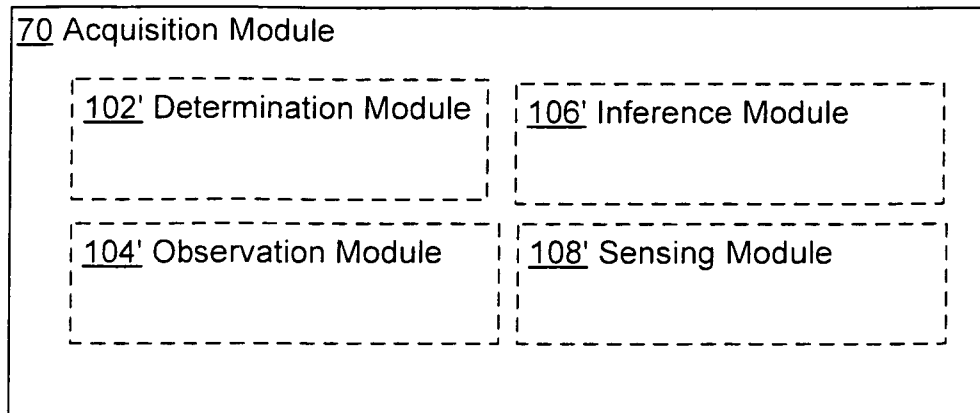 70 Acquisition Module
102' Determination Module
106' Inference Module
104' Observation Module
108' Sensing Module